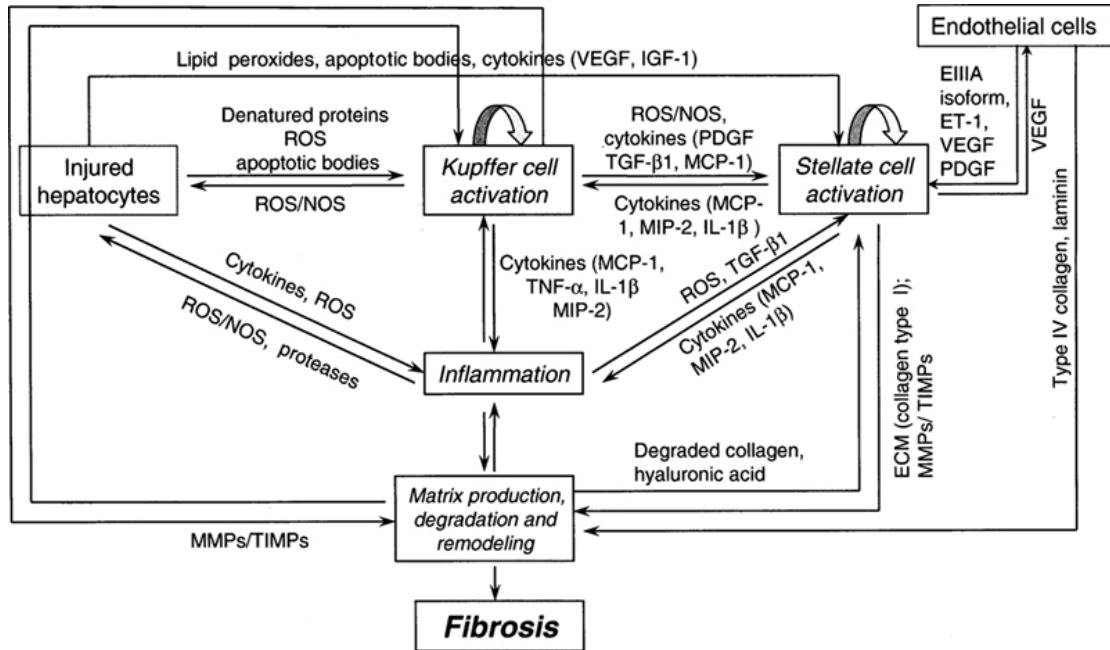 Endothelial cells
Lipid peroxides, apoptotic bodies, cytokines (VEGF, IGF-1)
EIIIA
isoform,
ET-1,
VEGF
PDGF
VEGF
Type IV collagen, laminin
Denatured proteins
ROS
apoptotic bodies
ROS/NOS
Injured
hepatocytes
Kupffer cell
activation
ROS/NOS,
cytokines (PDGF
TGF-β1, MCP-1)
Cytokines (MCP-
1, MIP-2, IL-1β )
Stellate cell
activation
Cytokines, ROS
ROS/NOS, proteases
Cytokines (MCP-1,
TNF-α, IL-1β
MIP-2)
ROS, TGF-β1
Cytokines (MCP-1,
MIP-2, IL-1β)
ECM (collagen type I);
MMPs/ TIMPs
Inflammation
Degraded collagen,
hyaluronic acid
Matrix production,
degradation and
remodeling
MMPs/TIMPs
Fibrosis